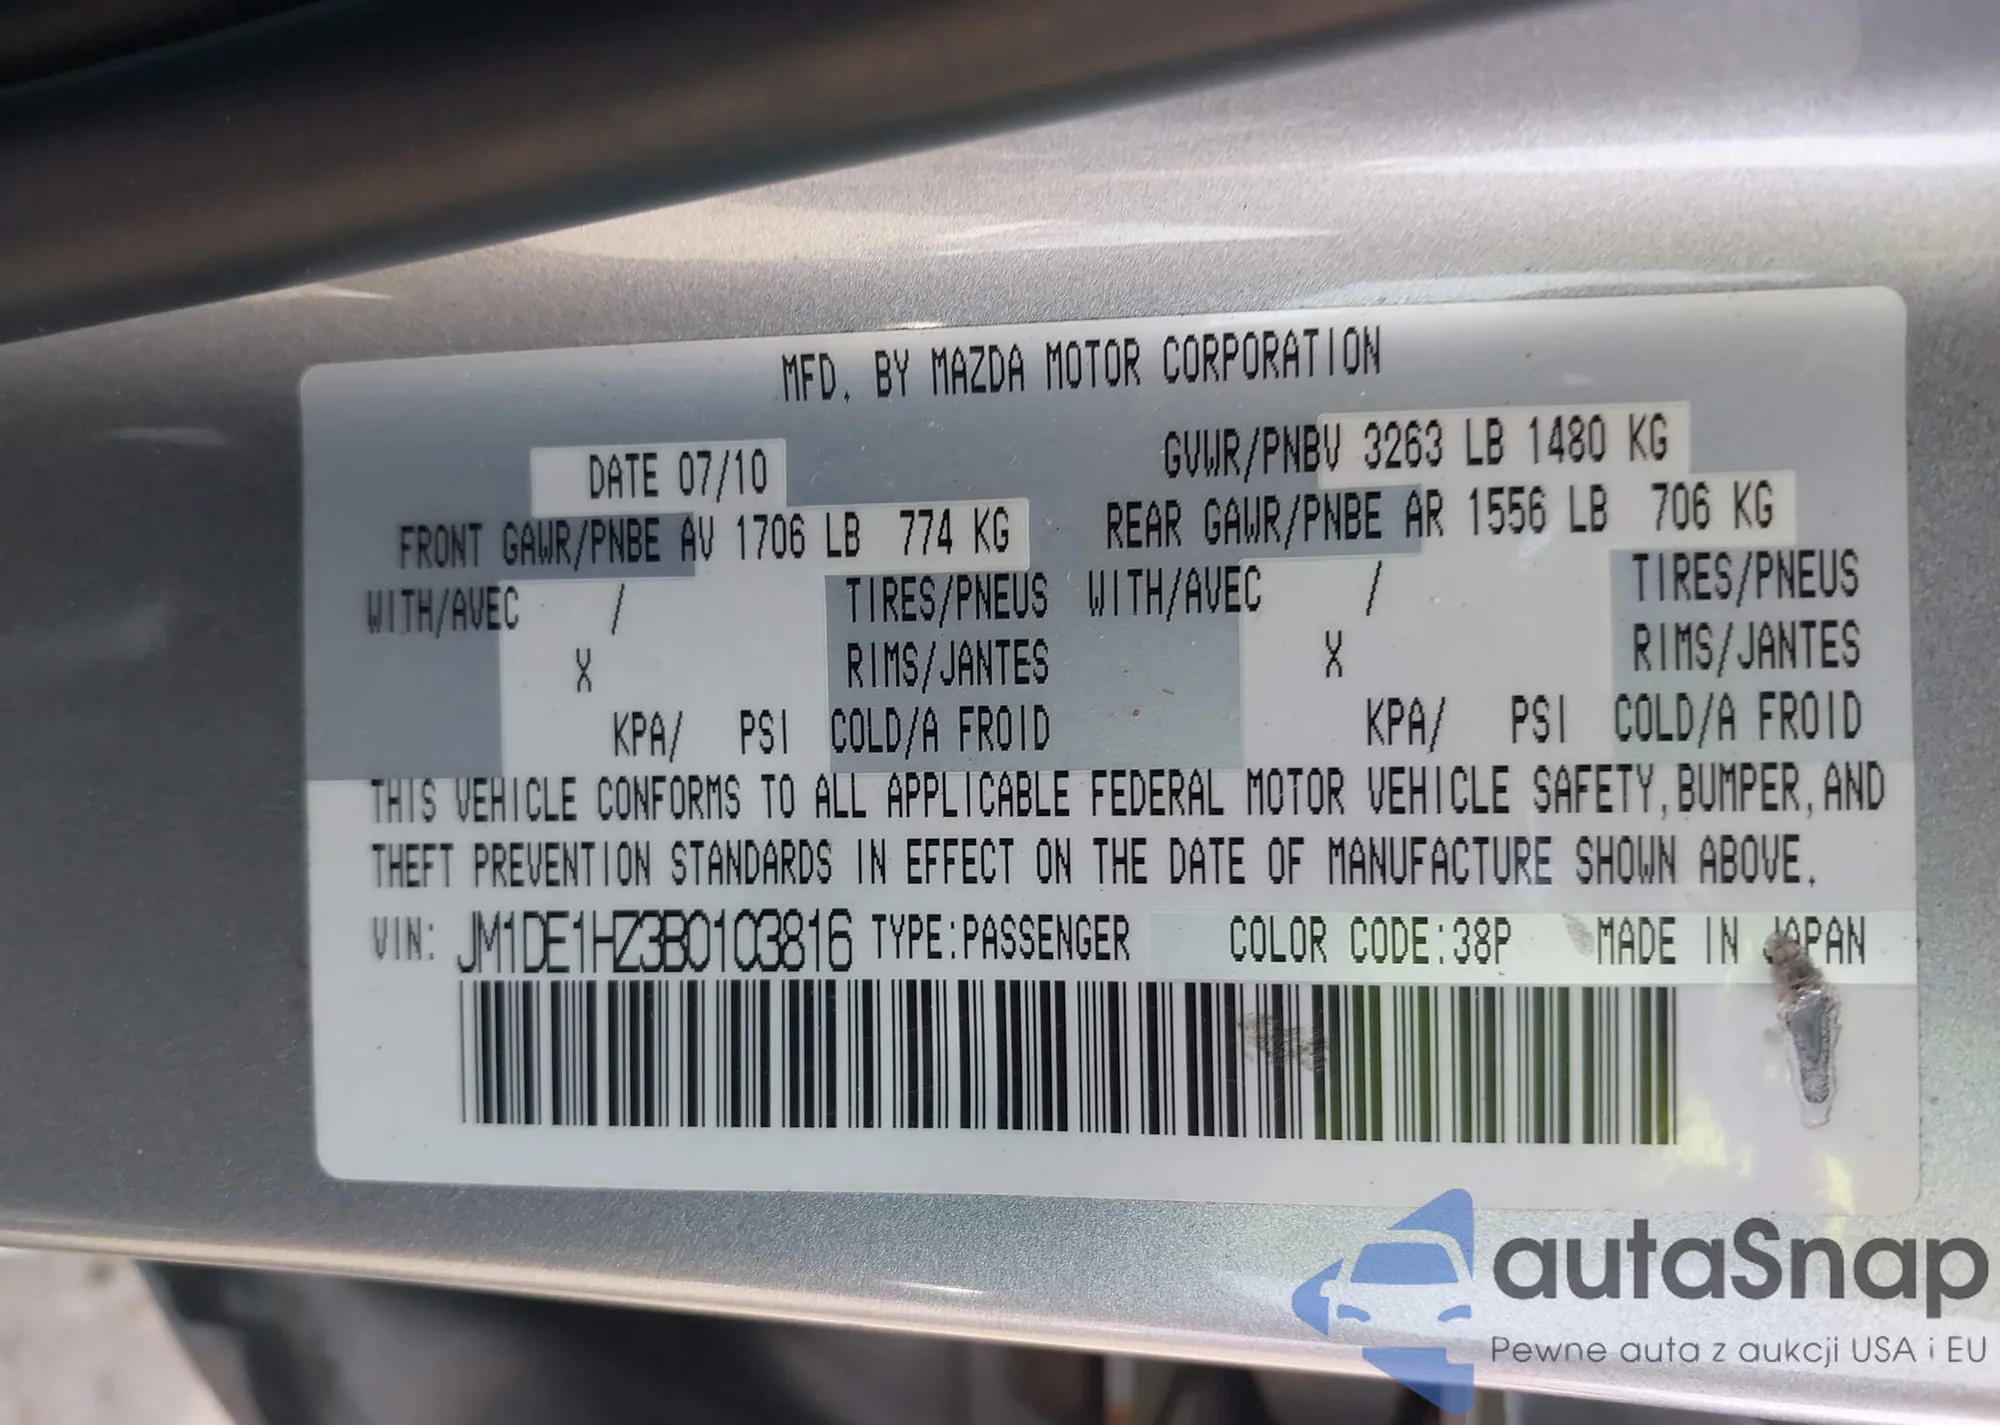 MFD. BY MAZDA MOTOR CORPORATION
DATE 07/10 GVWR/PNBV 3263 LB 1480 KG
FRONT GAWR/PNBE AV 1706 LB 774 KG REAR GAWR/PNBE AR 1556 LB 706 KG
WITH/AVEC / TIRES/PNEUS WITH/AVEC / TIRES/PNEUS
X RIMS/JANTES X RIMS/JANTES
KPA/ PSI COLD/A FROID KPA/ PSI COLD/A FROID
THIS VEHICLE CONFORMS TO ALL APPLICABLE FEDERAL MOTOR VEHICLE SAFETY, BUMPER, AND
THEFT PREVENTION STANDARDS IN EFFECT ON THE DATE OF MANUFACTURE SHOWN ABOVE.
VIN: JM1DE1HZ3B0103816 TYPE:PASSENGER COLOR CODE:38P MADE IN JAPAN
autaSnap
Pewne auta z aukcji USA i EU